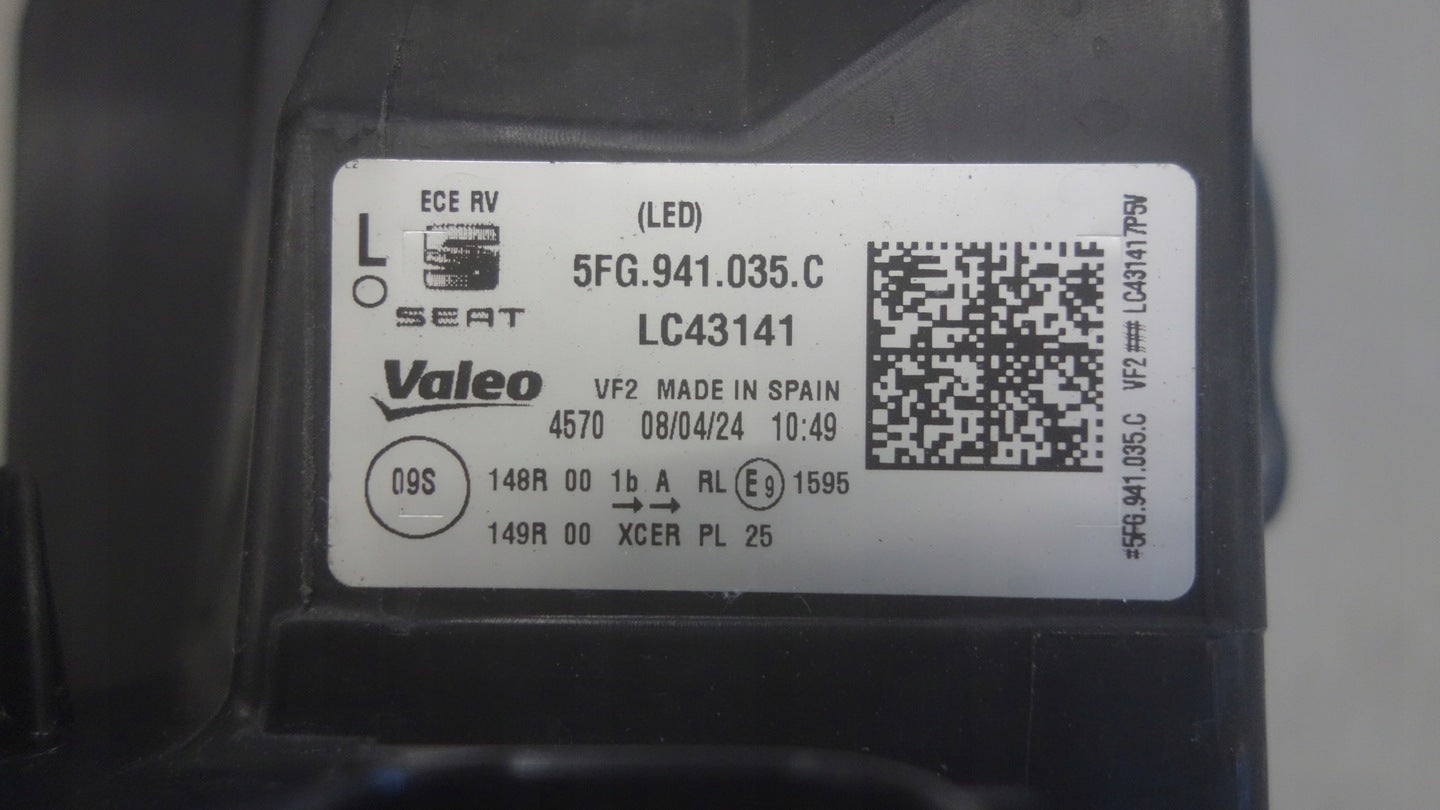 L
ECE RV
SEAT
(LED)
5FG.941.035.C
LC43141
Valeo
VF2 MADE IN SPAIN
4570 08/04/24 10:49
09S
148R 00 1b A RL E9 1595
→ →
149R 00 XCER PL 25
#5FG.941.035.C VF2 ### LC43141 7P5V